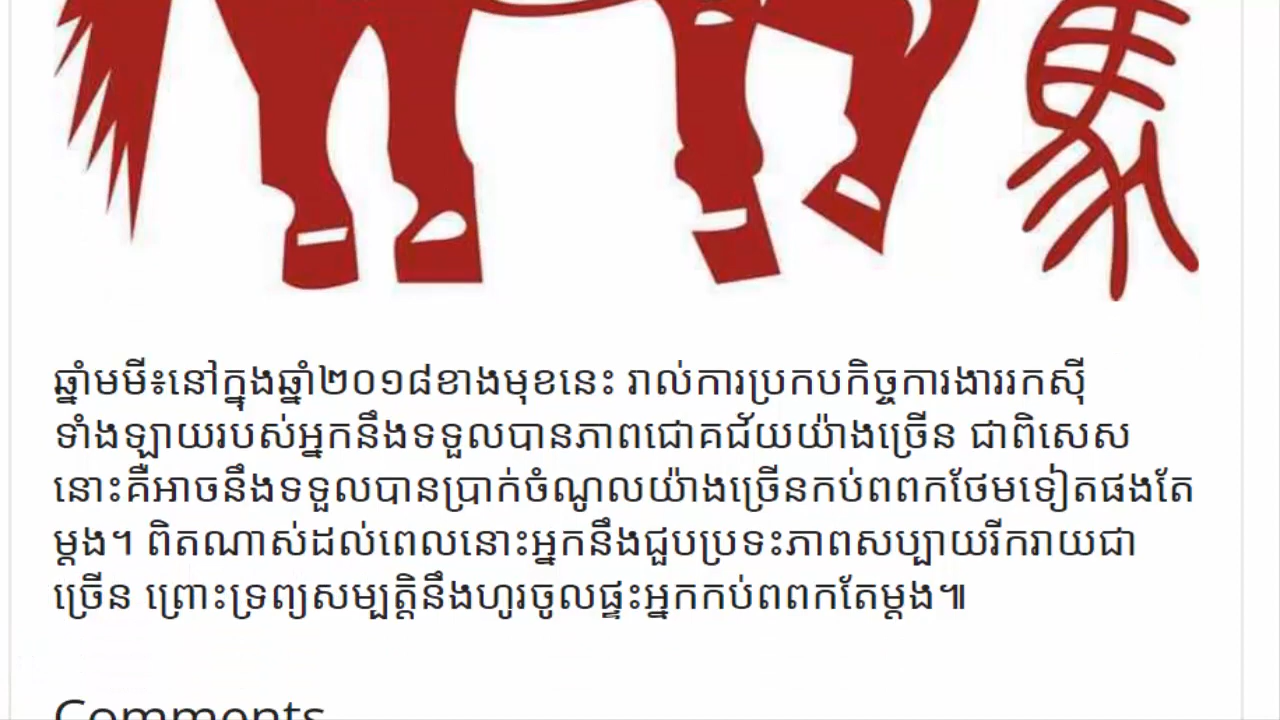 馬
ឆ្នាំមមី៖នៅក្នុងឆ្នាំ២០១៨ខាងមុខនេះ រាល់ការប្រកបកិច្ចការងាររកស៊ី
ទាំងឡាយរបស់អ្នកនឹងទទួលបានភាពជោគជ័យយ៉ាងច្រើន ជាពិសេស
នោះគឺអាចនឹងទទួលបានប្រាក់ចំណូលយ៉ាងច្រើនកប់ពពកថែមទៀតផងតែ
ម្តង។ ពិតណាស់ដល់ពេលនោះអ្នកនឹងជួបប្រទះភាពសប្បាយរីករាយជា
ច្រើន ព្រោះទ្រព្យសម្បត្តិនឹងហូរចូលផ្ទះអ្នកកប់ពពកតែម្តង៕
Comments